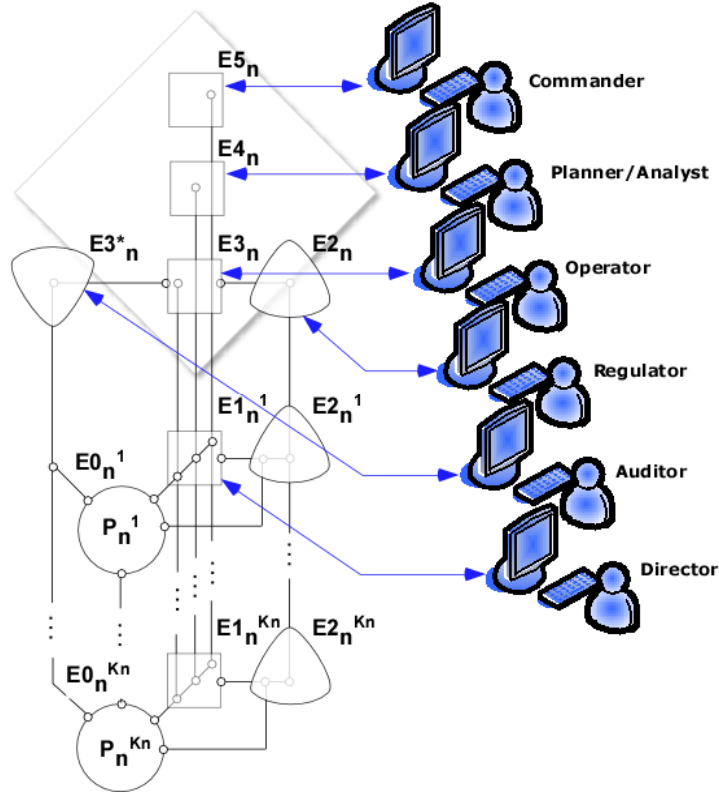 E5n
Commander
E4n
Planner/Analyst
E3*n
E3n
E2n
Operator
Regulator
E1n1
E2n1
E0n1
Auditor
Pn1
Director
E1nKn
E2nKn
E0nKn
PnKn